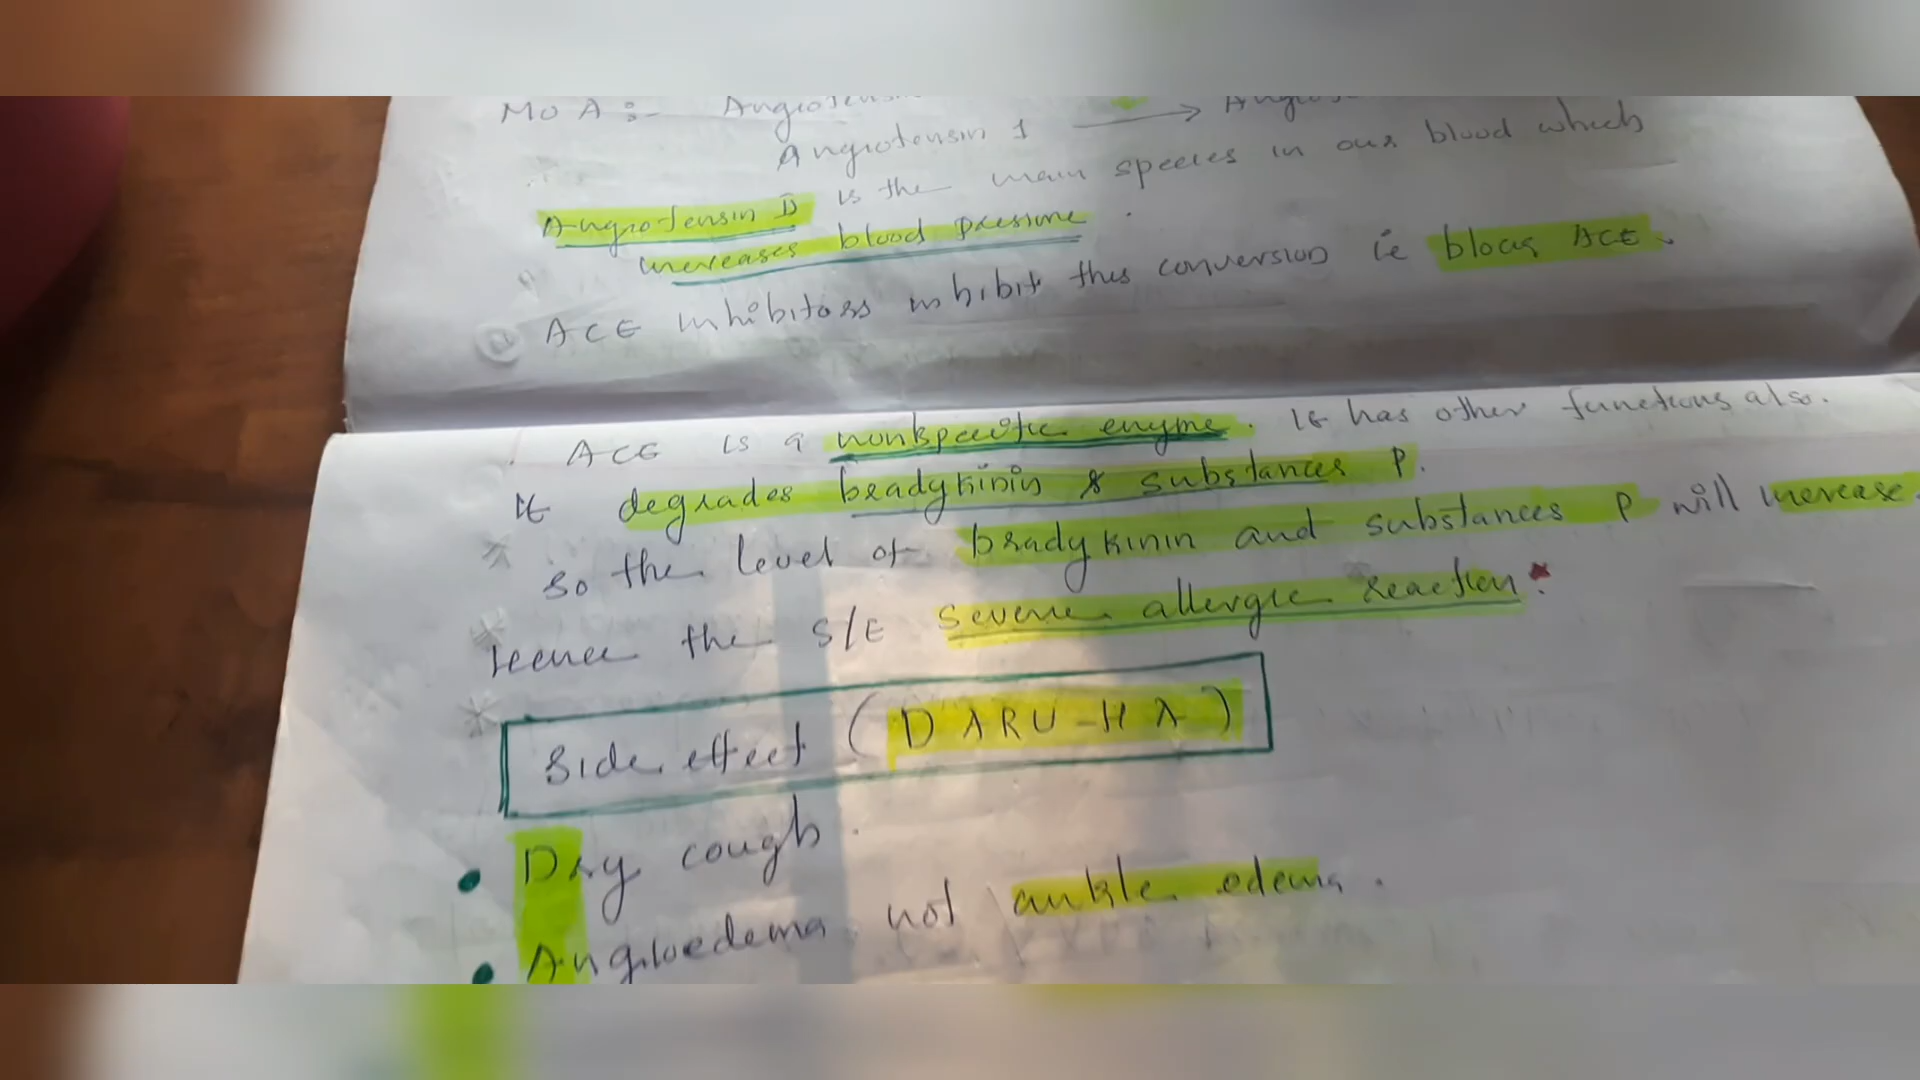 MOA :-
Angiotensin 1 →
Angiotensin II is the main species in our blood which
increases blood pressure.
ACE inhibitors inhibit this conversion ie block ACE.
ACE is a nonspecific enzyme. It has other functions also.
It degrades bradykinin & substances P.
So the level of bradykinin and substances P will increase.
Hence the S/E severe allergic reaction.
Side effect (DARU-HA)
• Dry cough.
• Angioedema not ankle edema.